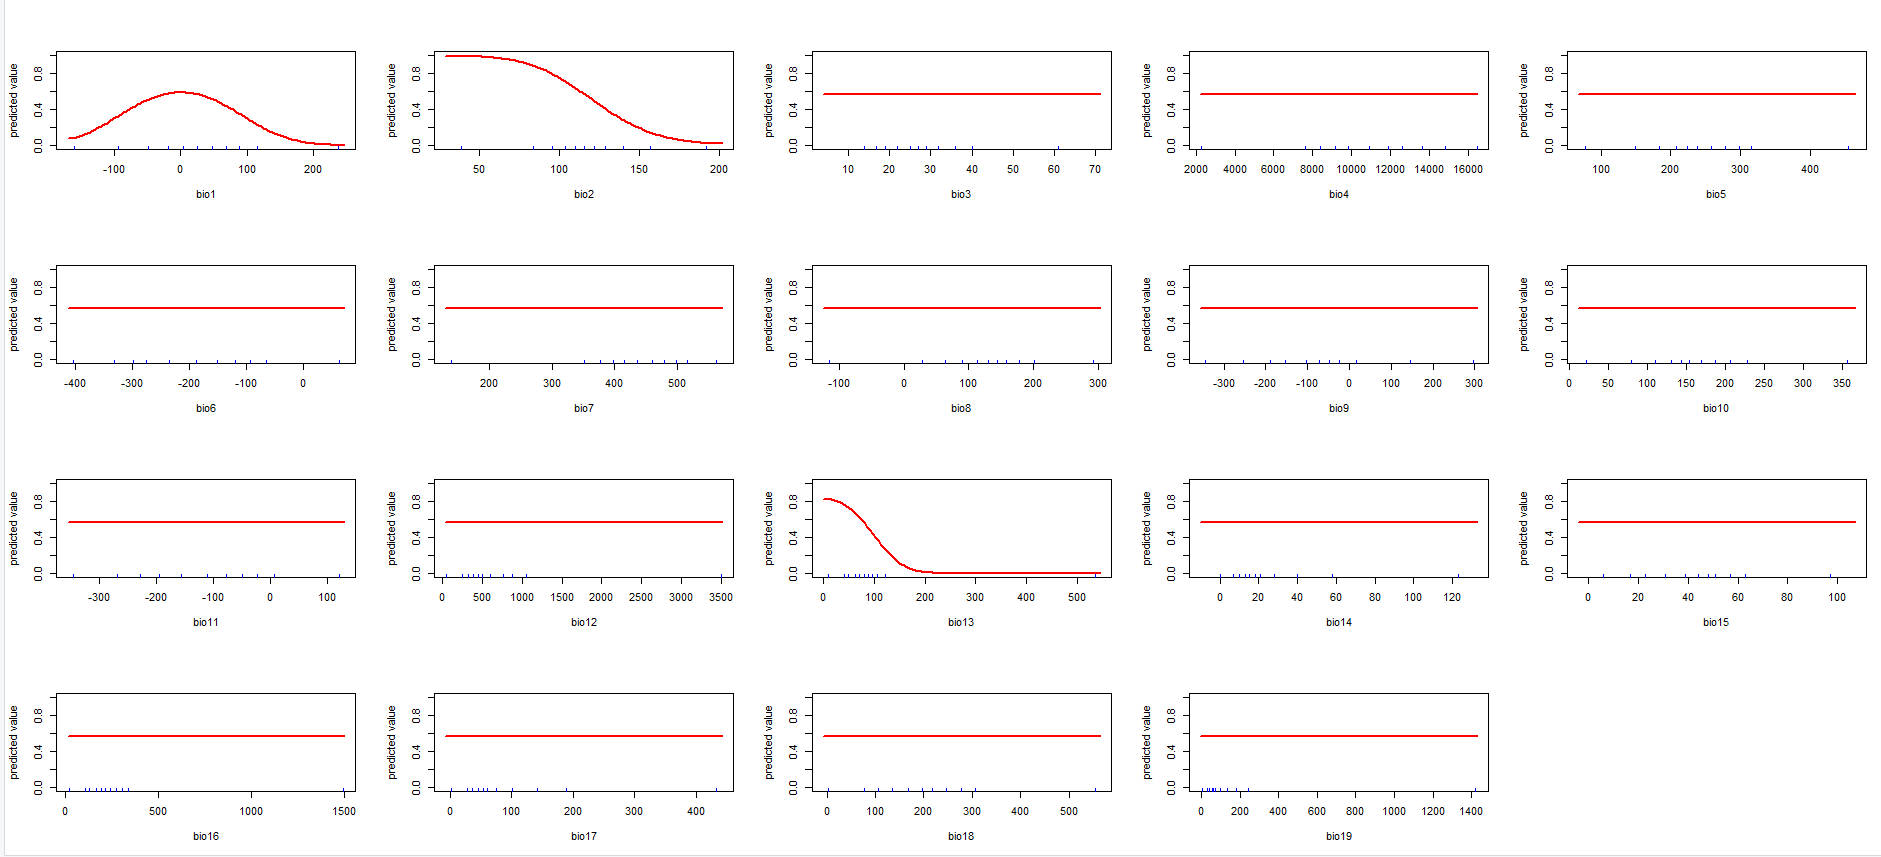 predicted value 0.0 0.4 0.8 -100 0 100 200 bio1
predicted value 0.0 0.4 0.8 50 100 150 200 bio2
predicted value 0.0 0.4 0.8 10 20 30 40 50 60 70 bio3
predicted value 0.0 0.4 0.8 2000 4000 6000 8000 10000 12000 14000 16000 bio4
predicted value 0.0 0.4 0.8 100 200 300 400 bio5
predicted value 0.0 0.4 0.8 -400 -300 -200 -100 0 bio6
predicted value 0.0 0.4 0.8 200 300 400 500 bio7
predicted value 0.0 0.4 0.8 -100 0 100 200 300 bio8
predicted value 0.0 0.4 0.8 -300 -200 -100 0 100 200 300 bio9
predicted value 0.0 0.4 0.8 0 50 100 150 200 250 300 350 bio10
predicted value 0.0 0.4 0.8 -300 -200 -100 0 100 bio11
predicted value 0.0 0.4 0.8 0 500 1000 1500 2000 2500 3000 3500 bio12
predicted value 0.0 0.4 0.8 0 100 200 300 400 500 bio13
predicted value 0.0 0.4 0.8 0 20 40 60 80 100 120 bio14
predicted value 0.0 0.4 0.8 0 20 40 60 80 100 bio15
predicted value 0.0 0.4 0.8 0 500 1000 1500 bio16
predicted value 0.0 0.4 0.8 0 100 200 300 400 bio17
predicted value 0.0 0.4 0.8 0 100 200 300 400 500 bio18
predicted value 0.0 0.4 0.8 0 200 400 600 800 1000 1200 1400 bio19